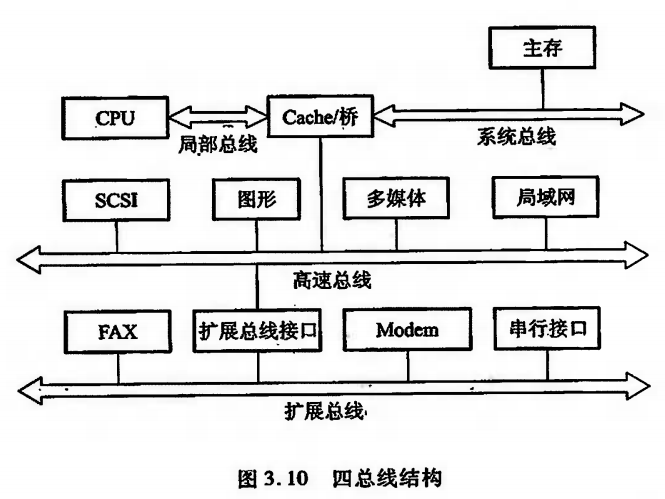 主存
CPU
Cache/桥
局部总线
系统总线
SCSI
图形
多媒体
局域网
高速总线
FAX
扩展总线接口
Modem
串行接口
扩展总线
图 3.10 四总线结构